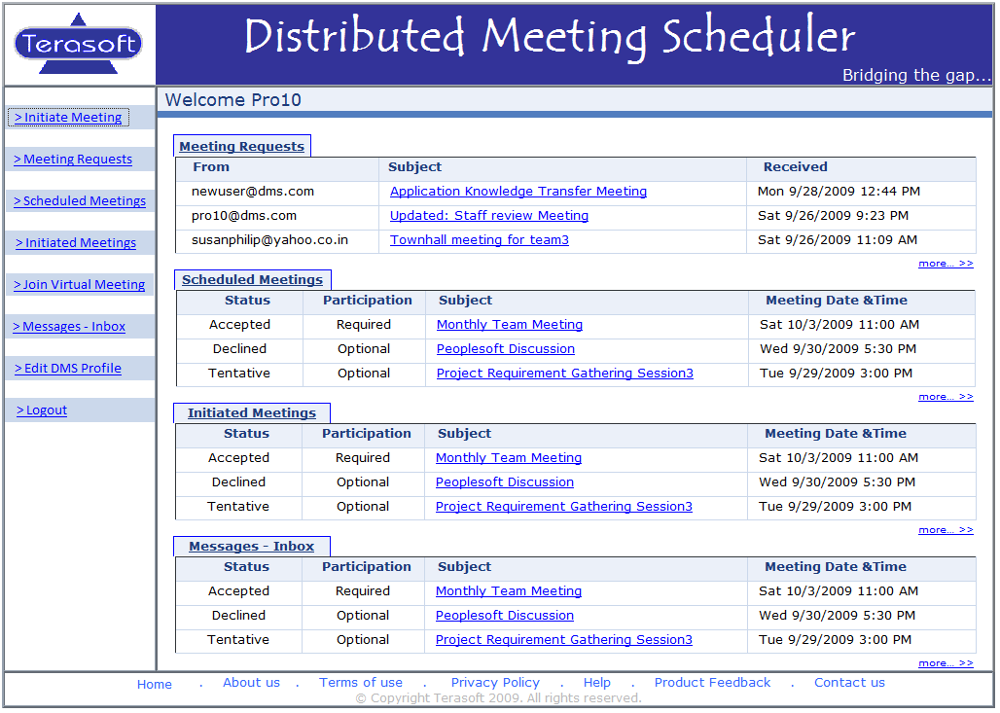 Terasoft
Distributed Meeting Scheduler
Bridging the gap...
Welcome Pro10
> Initiate Meeting
> Meeting Requests
> Scheduled Meetings
> Initiated Meetings
> Join Virtual Meeting
> Messages - Inbox
> Edit DMS Profile
> Logout
Meeting Requests
From Subject Received
newuser@dms.com Application Knowledge Transfer Meeting Mon 9/28/2009 12:44 PM
pro10@dms.com Updated: Staff review Meeting Sat 9/26/2009 9:23 PM
susanphilip@yahoo.co.in Townhall meeting for team3 Sat 9/26/2009 11:09 AM
more... >>
Scheduled Meetings
Status Participation Subject Meeting Date &Time
Accepted Required Monthly Team Meeting Sat 10/3/2009 11:00 AM
Declined Optional Peoplesoft Discussion Wed 9/30/2009 5:30 PM
Tentative Optional Project Requirement Gathering Session3 Tue 9/29/2009 3:00 PM
more... >>
Initiated Meetings
Status Participation Subject Meeting Date &Time
Accepted Required Monthly Team Meeting Sat 10/3/2009 11:00 AM
Declined Optional Peoplesoft Discussion Wed 9/30/2009 5:30 PM
Tentative Optional Project Requirement Gathering Session3 Tue 9/29/2009 3:00 PM
more... >>
Messages - Inbox
Status Participation Subject Meeting Date &Time
Accepted Required Monthly Team Meeting Sat 10/3/2009 11:00 AM
Declined Optional Peoplesoft Discussion Wed 9/30/2009 5:30 PM
Tentative Optional Project Requirement Gathering Session3 Tue 9/29/2009 3:00 PM
more... >>
Home . About us . Terms of use . Privacy Policy . Help . Product Feedback . Contact us
© Copyright Terasoft 2009. All rights reserved.